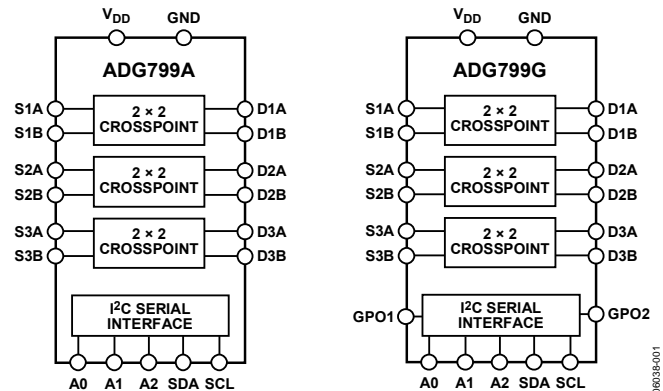 VDD GND
ADG799A
S1A
S1B
2 × 2
CROSSPOINT
D1A
D1B
S2A
S2B
2 × 2
CROSSPOINT
D2A
D2B
S3A
S3B
2 × 2
CROSSPOINT
D3A
D3B
I2C SERIAL
INTERFACE
A0 A1 A2 SDA SCL
VDD GND
ADG799G
S1A
S1B
2 × 2
CROSSPOINT
D1A
D1B
S2A
S2B
2 × 2
CROSSPOINT
D2A
D2B
S3A
S3B
2 × 2
CROSSPOINT
D3A
D3B
GPO1
I2C SERIAL
INTERFACE
GPO2
A0 A1 A2 SDA SCL
06038-001